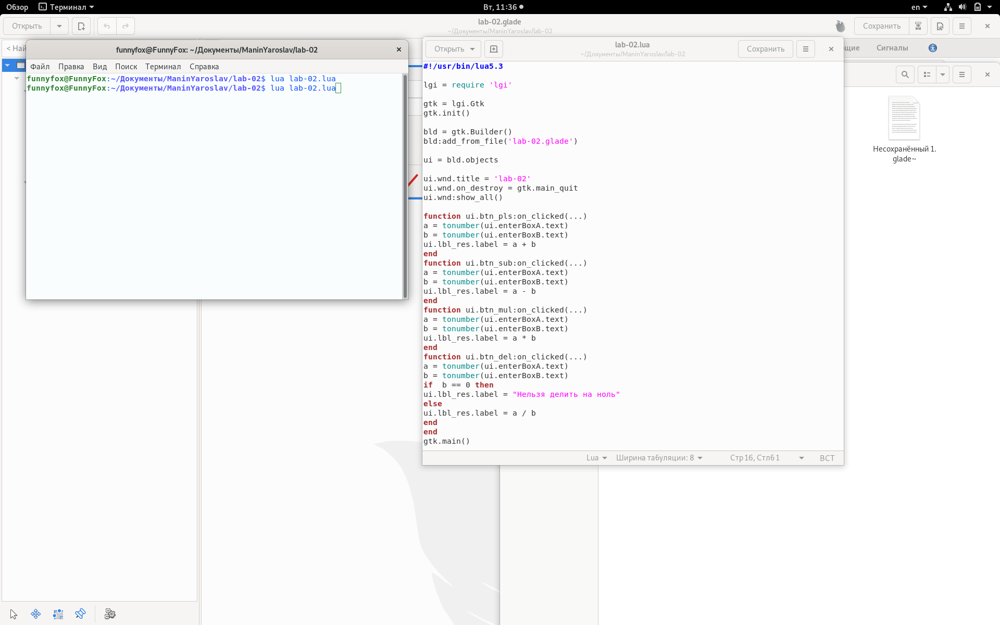 Обзор
Терминал
Вт, 11:36
en
Открыть
lab-02.glade
~/Документы/ManinYaroslav/lab-02
Сохранить
< Най
Сигналы
funnyfox@FunnyFox: ~/Документы/ManinYaroslav/lab-02
Файл Правка Вид Поиск Терминал Справка
funnyfox@FunnyFox:~/Документы/ManinYaroslav/lab-02$ lua lab-02.lua
funnyfox@FunnyFox:~/Документы/ManinYaroslav/lab-02$ lua lab-02.lua
Открыть
lab-02.lua
~/Документы/ManinYaroslav/lab-02
Сохранить
#!/usr/bin/lua5.3
lgi = require 'lgi'
gtk = lgi.Gtk
gtk.init()
bld = gtk.Builder()
bld:add_from_file('lab-02.glade')
ui = bld.objects
ui.wnd.title = 'lab-02'
ui.wnd.on_destroy = gtk.main_quit
ui.wnd:show_all()
function ui.btn_pls:on_clicked(...)
a = tonumber(ui.enterBoxA.text)
b = tonumber(ui.enterBoxB.text)
ui.lbl_res.label = a + b
end
function ui.btn_sub:on_clicked(...)
a = tonumber(ui.enterBoxA.text)
b = tonumber(ui.enterBoxB.text)
ui.lbl_res.label = a - b
end
function ui.btn_mul:on_clicked(...)
a = tonumber(ui.enterBoxA.text)
b = tonumber(ui.enterBoxB.text)
ui.lbl_res.label = a * b
end
function ui.btn_del:on_clicked(...)
a = tonumber(ui.enterBoxA.text)
b = tonumber(ui.enterBoxB.text)
if  b == 0 then
ui.lbl_res.label = "Нельзя делить на ноль"
else
ui.lbl_res.label = a / b
end
end
gtk.main()
Lua
Ширина табуляции: 8
Стр 16, Стлб 1
ВСТ
Несохранённый 1.
glade~